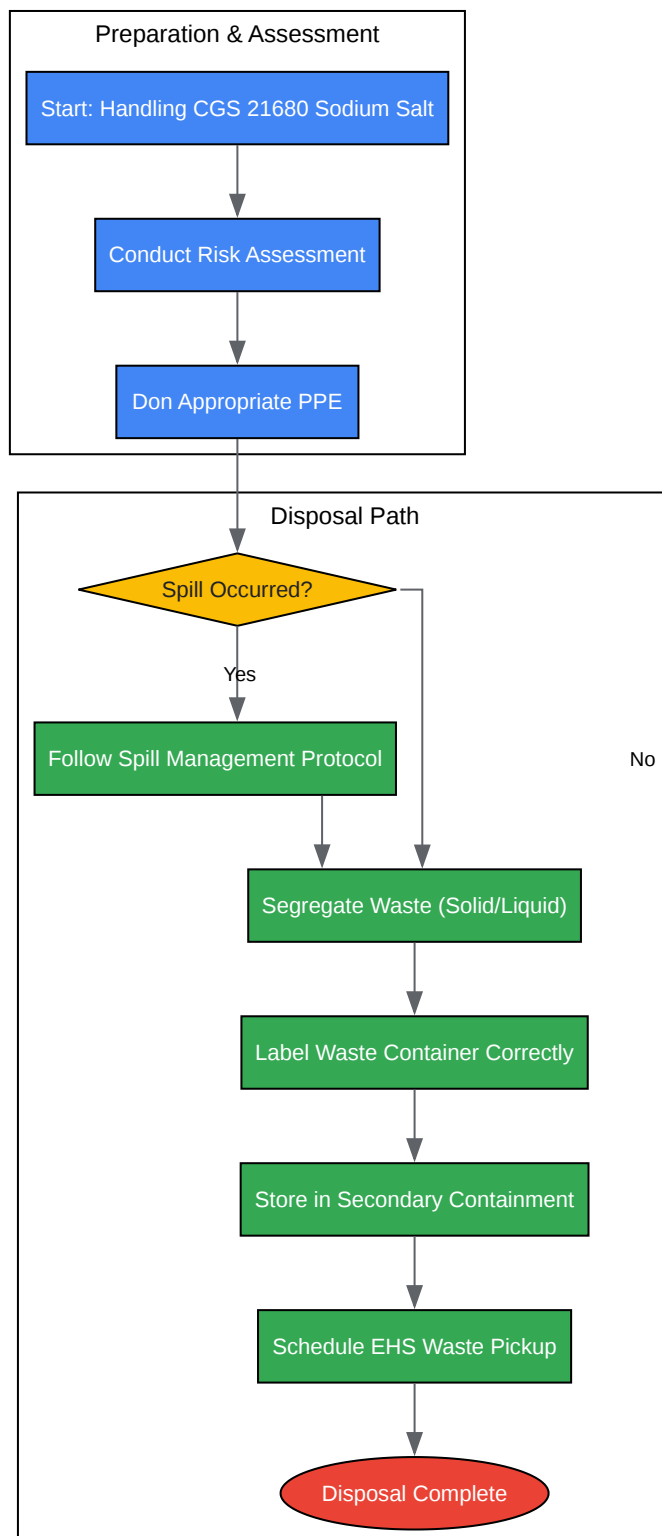 Preparation & Assessment
Start: Handling CGS 21680 Sodium Salt
Conduct Risk Assessment
Don Appropriate PPE
Disposal Path
Spill Occurred?
Yes
Follow Spill Management Protocol
No
Segregate Waste (Solid/Liquid)
Label Waste Container Correctly
Store in Secondary Containment
Schedule EHS Waste Pickup
Disposal Complete